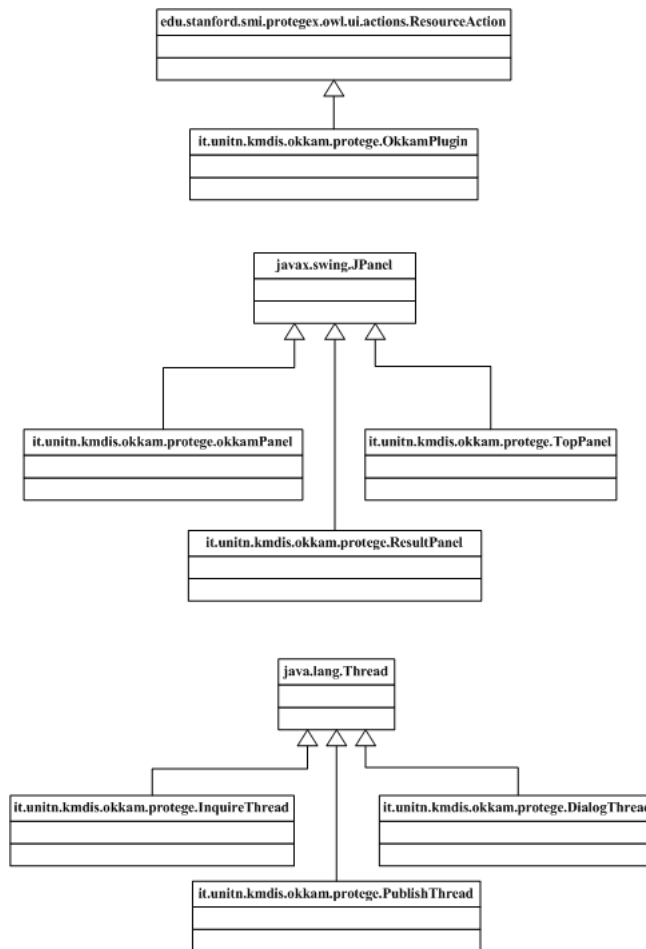 edu.stanford.smi.protegex.owl.ui.actions.ResourceAction
it.unitn.kmdis.okkam.protege.OkkamPlugin
javax.swing.JPanel
it.unitn.kmdis.okkam.protege.okkamPanel
it.unitn.kmdis.okkam.protege.TopPanel
it.unitn.kmdis.okkam.protege.ResultPanel
java.lang.Thread
it.unitn.kmdis.okkam.protege.InquireThread
it.unitn.kmdis.okkam.protege.DialogThread
it.unitn.kmdis.okkam.protege.PublishThread